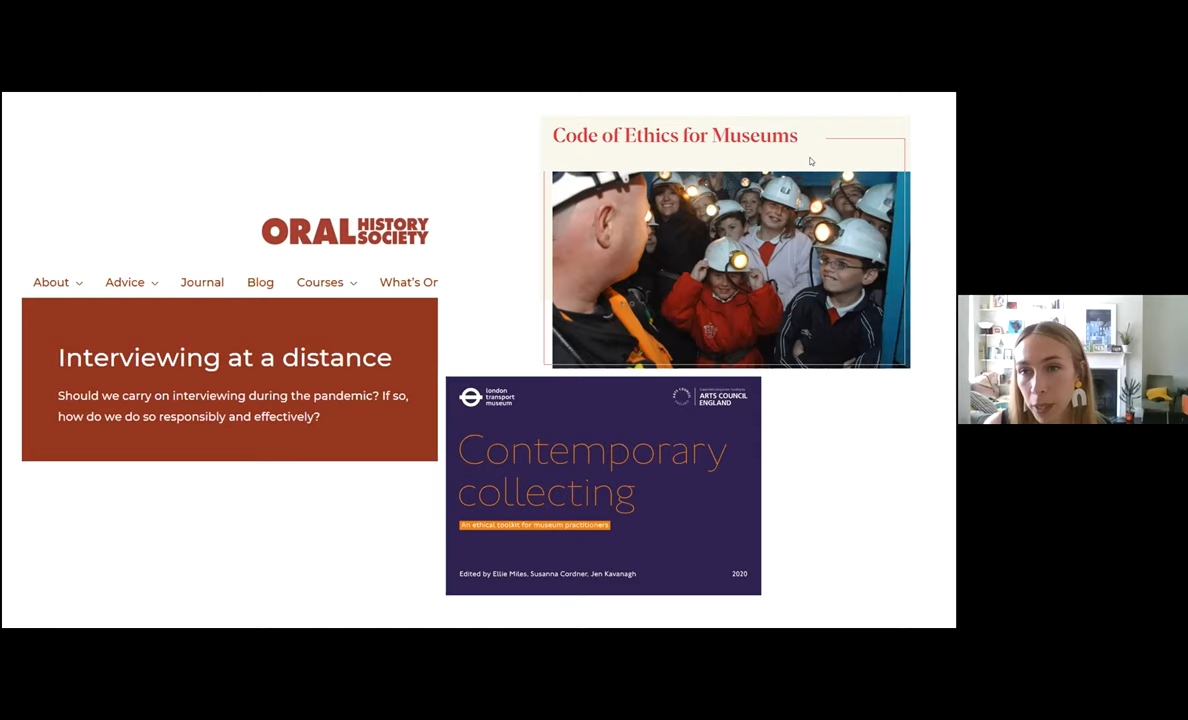 ORAL HISTORY SOCIETY
About Advice Journal Blog Courses What's Or
Interviewing at a distance
Should we carry on interviewing during the pandemic? If so,
how do we do so responsibly and effectively?
Code of Ethics for Museums
london
transport
museum
ARTS COUNCIL
ENGLAND
Contemporary
collecting
An ethical toolkit for museum practitioners
Edited by Ellie Miles, Susanna Cordner, Jen Kavanagh 2020